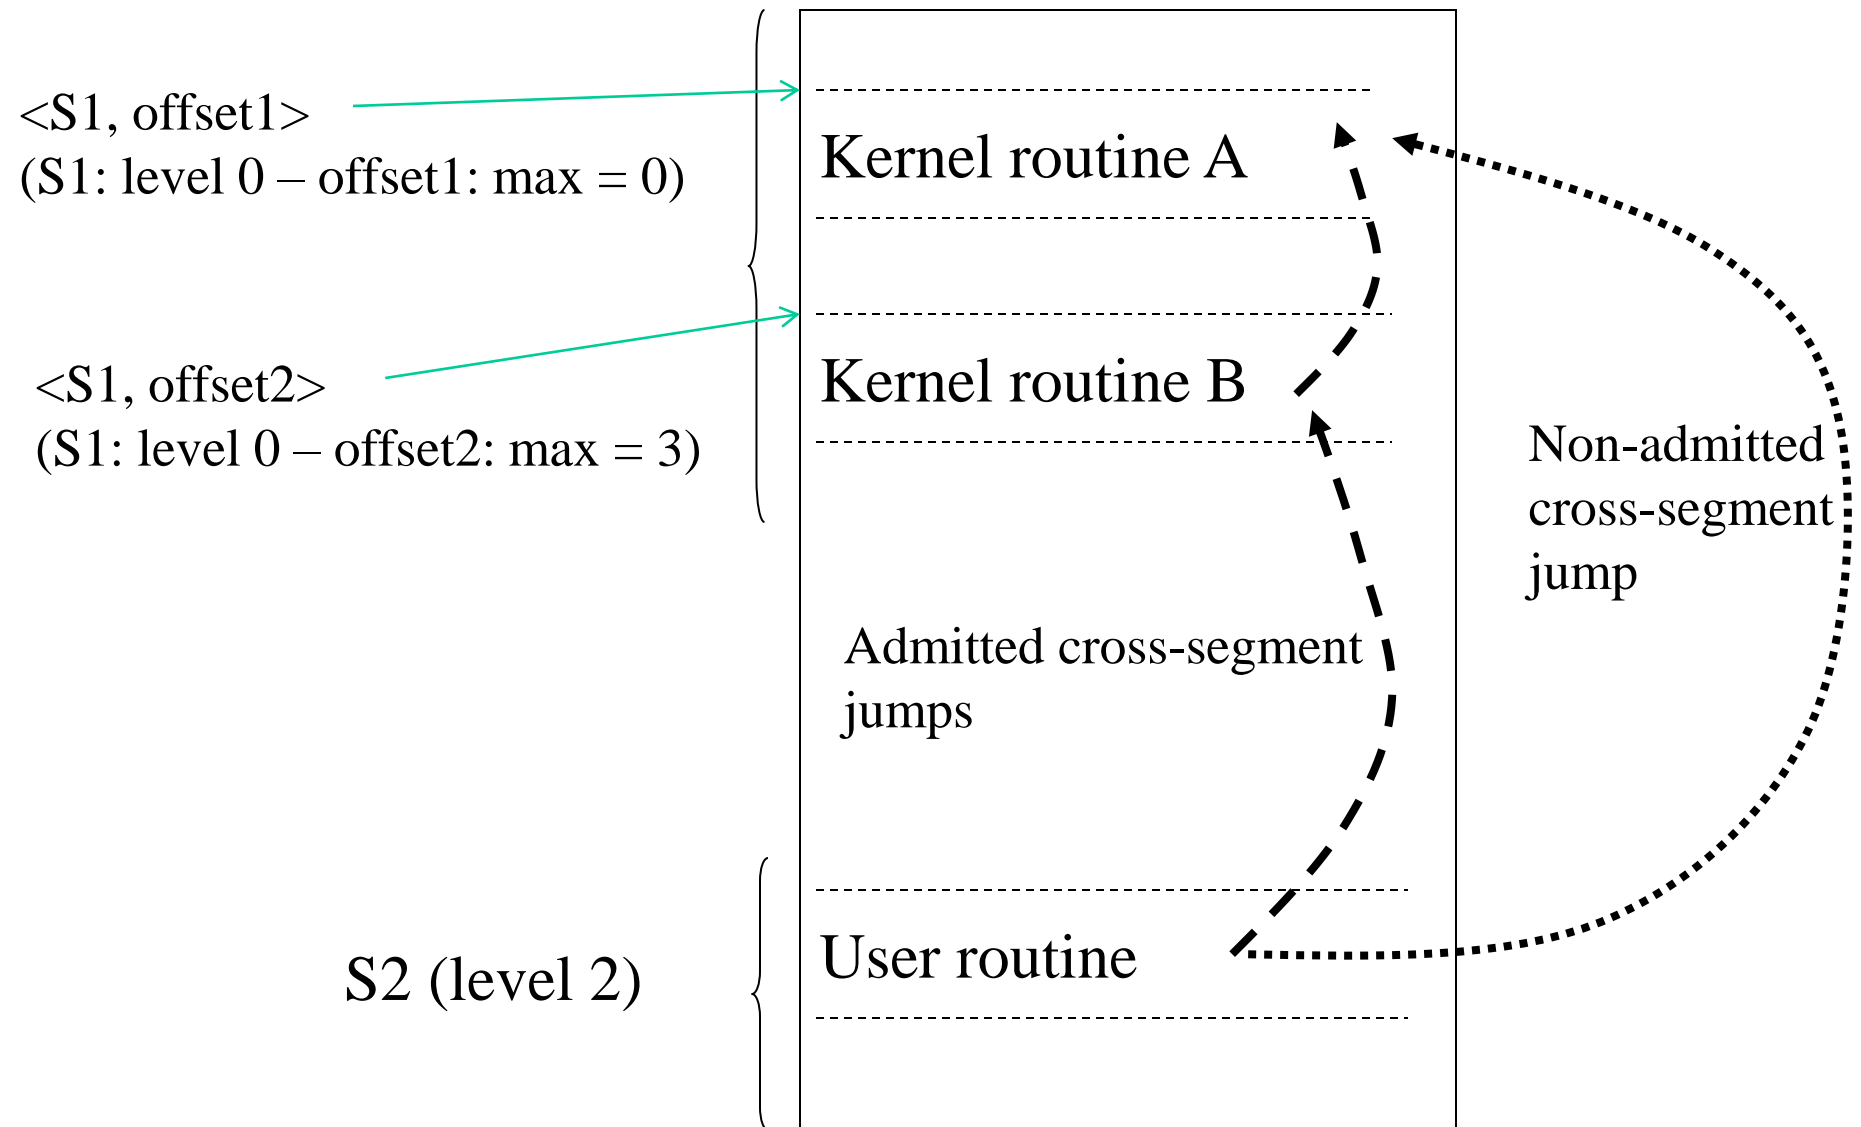 <S1, offset1>
(S1: level 0 – offset1: max = 0)
Kernel routine A
<S1, offset2>
(S1: level 0 – offset2: max = 3)
Kernel routine B
Non-admitted
cross-segment
jump
Admitted cross-segment
jumps
S2 (level 2)
User routine